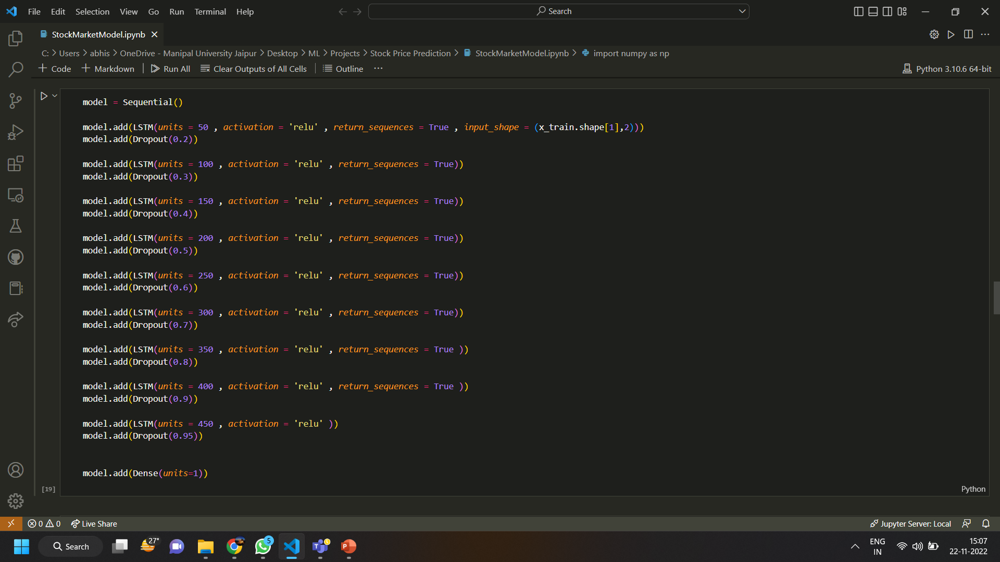 File Edit Selection View Go Run Terminal Help Search
StockMarketModel.ipynb
C: > Users > abhis > OneDrive - Manipal University Jaipur > Desktop > ML > Projects > Stock Price Prediction > StockMarketModel.ipynb > import numpy as np
+ Code + Markdown | Run All Clear Outputs of All Cells | Outline ··· Python 3.10.6 64-bit
model = Sequential()
model.add(LSTM(units = 50 , activation = 'relu' , return_sequences = True , input_shape = (x_train.shape[1],2)))
model.add(Dropout(0.2))
model.add(LSTM(units = 100 , activation = 'relu' , return_sequences = True))
model.add(Dropout(0.3))
model.add(LSTM(units = 150 , activation = 'relu' , return_sequences = True))
model.add(Dropout(0.4))
model.add(LSTM(units = 200 , activation = 'relu' , return_sequences = True))
model.add(Dropout(0.5))
model.add(LSTM(units = 250 , activation = 'relu' , return_sequences = True))
model.add(Dropout(0.6))
model.add(LSTM(units = 300 , activation = 'relu' , return_sequences = True))
model.add(Dropout(0.7))
model.add(LSTM(units = 350 , activation = 'relu' , return_sequences = True ))
model.add(Dropout(0.8))
model.add(LSTM(units = 400 , activation = 'relu' , return_sequences = True ))
model.add(Dropout(0.9))
model.add(LSTM(units = 450 , activation = 'relu' ))
model.add(Dropout(0.95))
model.add(Dense(units=1))
[19] Python
0 0 Live Share Jupyter Server: Local
Search 27° 5 ENG 15:07
IN 22-11-2022